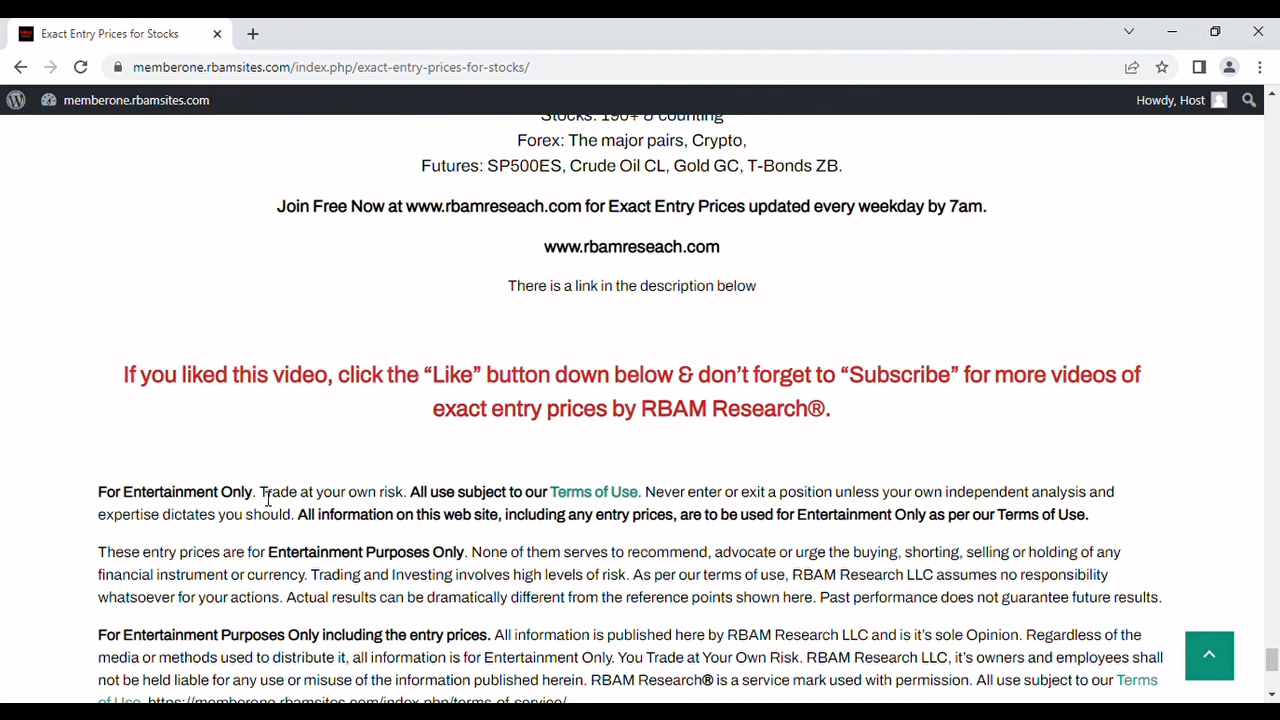 Exact Entry Prices for Stocks
memberone.rbamsites.com/index.php/exact-entry-prices-for-stocks/
memberone.rbamsites.com
Howdy, Host
Stocks: 190+ & counting
Forex: The major pairs, Crypto,
Futures: SP500ES, Crude Oil CL, Gold GC, T-Bonds ZB.
Join Free Now at www.rbamreseach.com for Exact Entry Prices updated every weekday by 7am.
www.rbamreseach.com
There is a link in the description below
If you liked this video, click the “Like” button down below & don’t forget to “Subscribe” for more videos of
exact entry prices by RBAM Research®.
For Entertainment Only. Trade at your own risk. All use subject to our Terms of Use. Never enter or exit a position unless your own independent analysis and
expertise dictates you should. All information on this web site, including any entry prices, are to be used for Entertainment Only as per our Terms of Use.
These entry prices are for Entertainment Purposes Only. None of them serves to recommend, advocate or urge the buying, shorting, selling or holding of any
financial instrument or currency. Trading and Investing involves high levels of risk. As per our terms of use, RBAM Research LLC assumes no responsibility
whatsoever for your actions. Actual results can be dramatically different from the reference points shown here. Past performance does not guarantee future results.
For Entertainment Purposes Only including the entry prices. All information is published here by RBAM Research LLC and is it’s sole Opinion. Regardless of the
media or methods used to distribute it, all information is for Entertainment Only. You Trade at Your Own Risk. RBAM Research LLC, it’s owners and employees shall
not be held liable for any use or misuse of the information published herein. RBAM Research® is a service mark used with permission. All use subject to our Terms
of Use. https://memberone.rbamsites.com/index.php/terms-of-service/